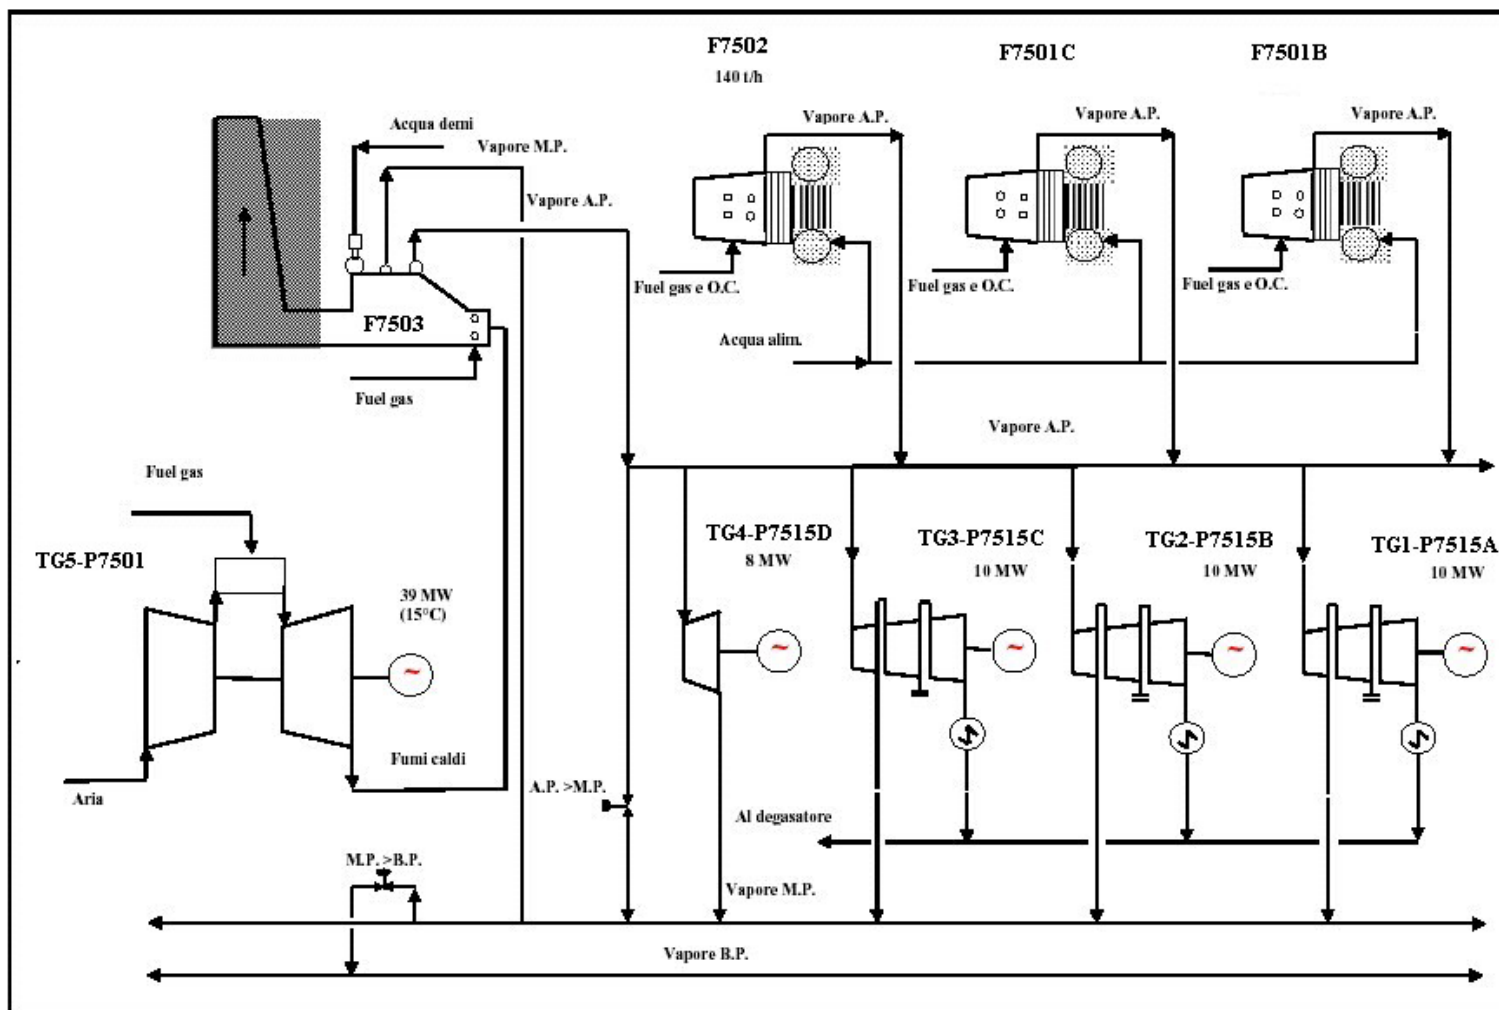 F7502
140 t/h
F7501C
F7501B
Vapore A.P.
Vapore A.P.
Vapore A.P.
Acqua demi
Vapore M.P.
Vapore A.P.
F7503
Fuel gas e O.C.
Fuel gas e O.C.
Fuel gas e O.C.
Acqua alim.
Fuel gas
Vapore A.P.
Fuel gas
TG5-P7501
39 MW
(15°C)
TG4-P7515D
8 MW
TG3-P7515C
10 MW
TG2-P7515B
10 MW
TG1-P7515A
10 MW
~
~
~
~
~
Fumi caldi
Aria
A.P. >M.P.
Al degasatore
M.P. >B.P.
Vapore M.P.
Vapore B.P.